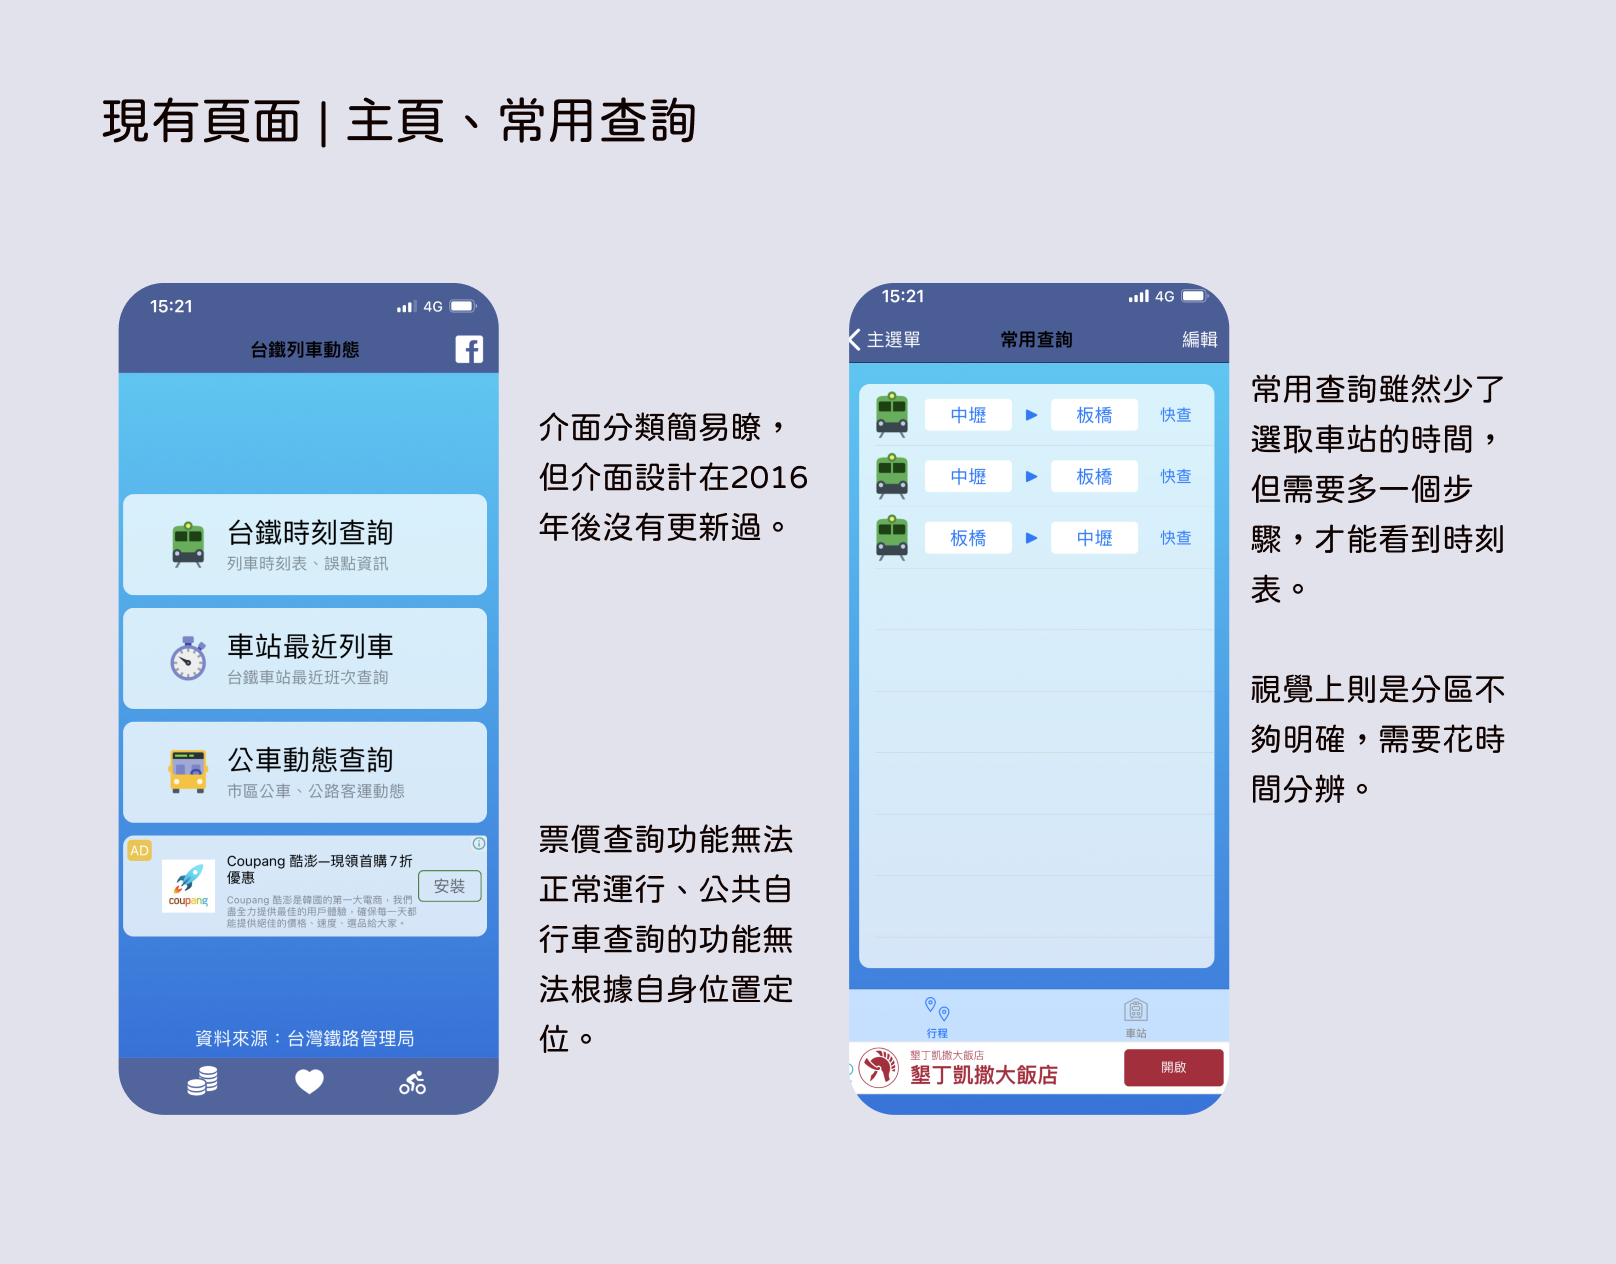 現有頁面 | 主頁、常用查詢
15:21
4G
台鐵列車動態
台鐵時刻查詢
列車時刻表、誤點資訊
車站最近列車
台鐵車站最近班次查詢
公車動態查詢
市區公車、公路客運動態
AD
coupang
Coupang 酷澎—現領首購7折
優惠
Coupang 酷澎是韓國的第一大電商，我們
盡全力提供最佳的用戶體驗，確保每一天都
能提供絕佳的價格、速度、選品給大家。
安裝
資料來源：台灣鐵路管理局
介面分類簡易瞭，
但介面設計在2016
年後沒有更新過。
票價查詢功能無法
正常運行、公共自
行車查詢的功能無
法根據自身位置定
位。
15:21
4G
主選單
常用查詢
編輯
中壢
板橋
快查
中壢
板橋
快查
板橋
中壢
快查
行程
車站
墾丁凱撒大飯店
墾丁凱撒大飯店
開啟
常用查詢雖然少了
選取車站的時間，
但需要多一個步
驟，才能看到時刻
表。
視覺上則是分區不
夠明確，需要花時
間分辨。